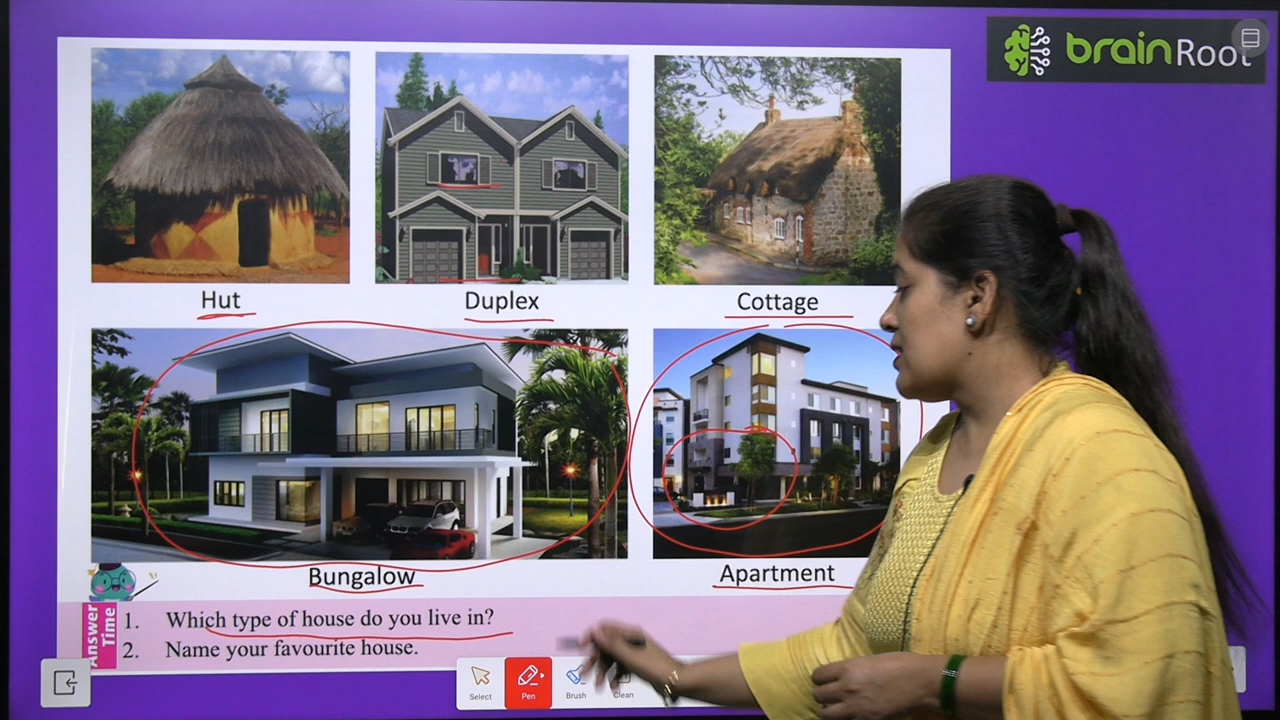 brainRoot
Hut Duplex Cottage
Bungalow Apartment
Answer Time
1. Which type of house do you live in?
2. Name your favourite house.
Select Pen Brush Clean